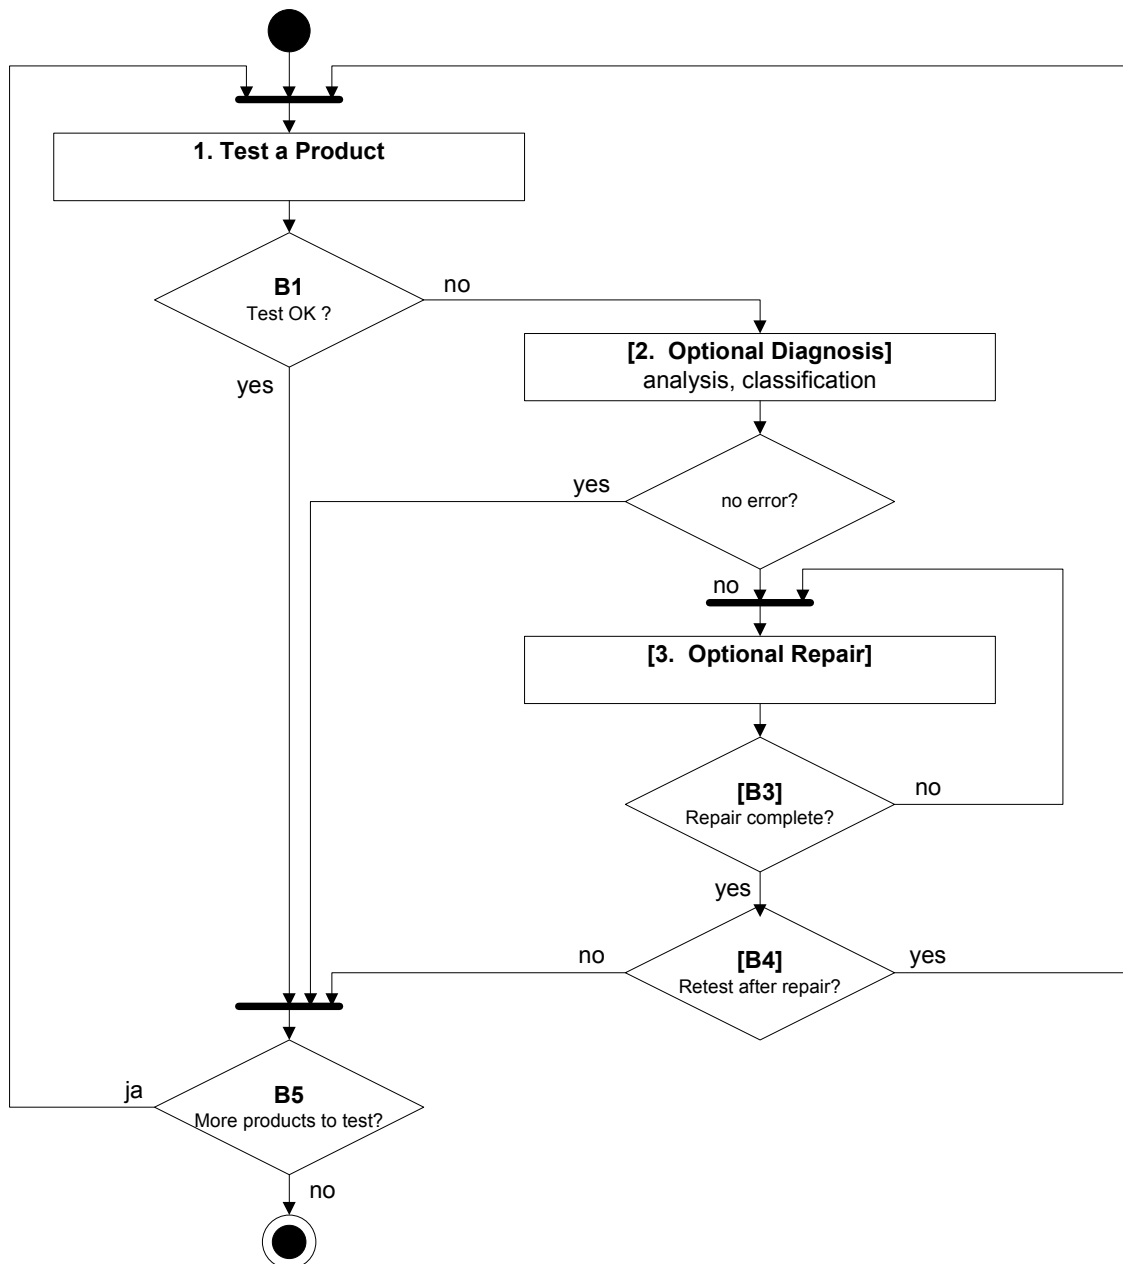 1. Test a Product
B1
Test OK ?
no
yes
[2. Optional Diagnosis]
analysis, classification
yes
no error?
no
[3. Optional Repair]
[B3]
Repair complete?
no
yes
no
[B4]
Retest after repair?
yes
ja
B5
More products to test?
no